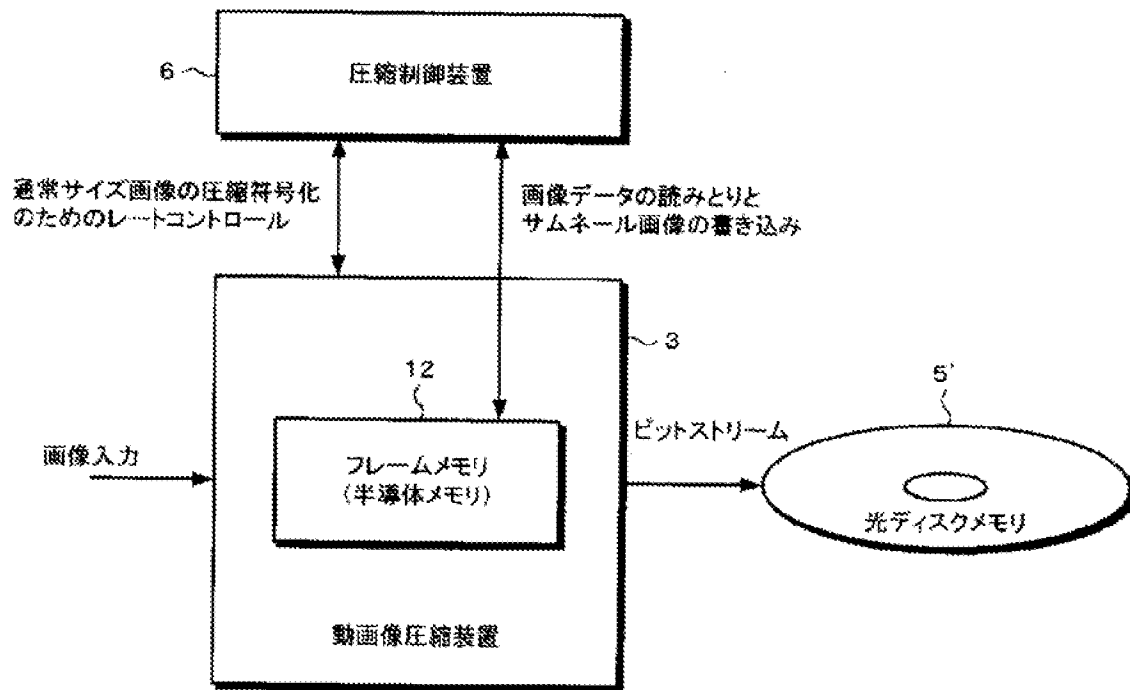 6
圧縮制御装置
通常サイズ画像の圧縮符号化
のためのレートコントロール
画像データの読みとりと
サムネール画像の書き込み
3
12
5'
画像入力
フレームメモリ
(半導体メモリ)
ビットストリーム
光ディスクメモリ
動画像圧縮装置